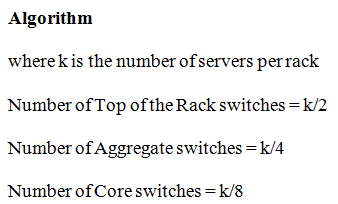 Algorithm
where k is the number of servers per rack
Number of Top of the Rack switches = k/2
Number of Aggregate switches = k/4
Number of Core switches = k/8